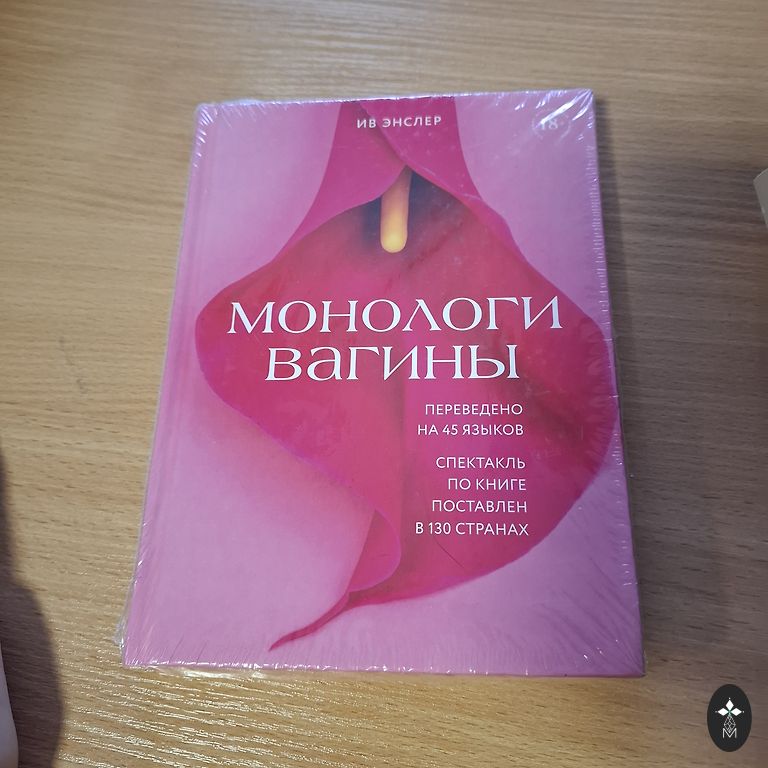 ИВ ЭНСЛЕР
18+
МОНОЛОГИ
ВАГИНЫ
ПЕРЕВЕДЕНО
НА 45 ЯЗЫКОВ
СПЕКТАКЛЬ
ПО КНИГЕ
ПОСТАВЛЕН
В 130 СТРАНАХ
М